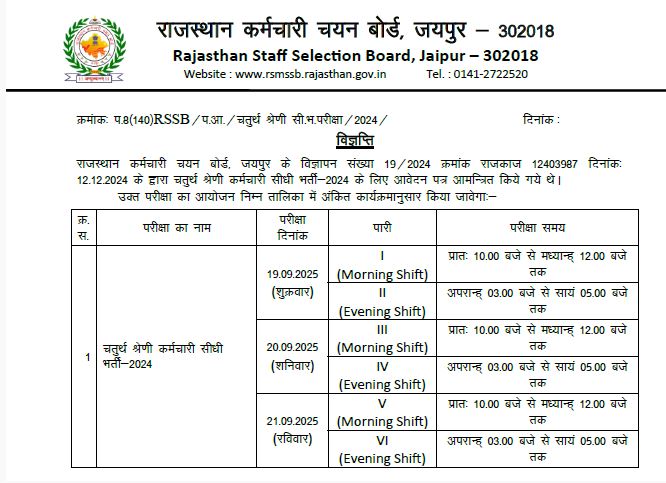 राजस्थान कर्मचारी चयन बोर्ड, जयपुर – 302018
Rajasthan Staff Selection Board, Jaipur – 302018
Website : www.rsmssb.rajasthan.gov.in Tel. : 0141-2722520
क्रमांकः प.8(140)RSSB/प.आ./चतुर्थ श्रेणी सी.भ.परीक्षा/2024/ दिनांक :
विज्ञप्ति
राजस्थान कर्मचारी चयन बोर्ड, जयपुर के विज्ञापन संख्या 19/2024 क्रमांक राजकाज 12403987 दिनांकः
12.12.2024 के द्वारा चतुर्थ श्रेणी कर्मचारी सीधी भर्ती–2024 के लिए आवेदन पत्र आमन्त्रित किये गये थे।
उक्त परीक्षा का आयोजन निम्न तालिका में अंकित कार्यक्रमानुसार किया जावेगाः–
क्र. स. परीक्षा का नाम परीक्षा दिनांक पारी परीक्षा समय
1 चतुर्थ श्रेणी कर्मचारी सीधी
भर्ती–2024
19.09.2025
(शुक्रवार)
I
(Morning Shift)
प्रातः 10.00 बजे से मध्यान्ह् 12.00 बजे
तक
II
(Evening Shift)
अपरान्ह् 03.00 बजे से सायं 05.00 बजे
तक
20.09.2025
(शनिवार)
III
(Morning Shift)
प्रातः 10.00 बजे से मध्यान्ह् 12.00 बजे
तक
IV
(Evening Shift)
अपरान्ह् 03.00 बजे से सायं 05.00 बजे
तक
21.09.2025
(रविवार)
V
(Morning Shift)
प्रातः 10.00 बजे से मध्यान्ह् 12.00 बजे
तक
VI
(Evening Shift)
अपरान्ह् 03.00 बजे से सायं 05.00 बजे
तक